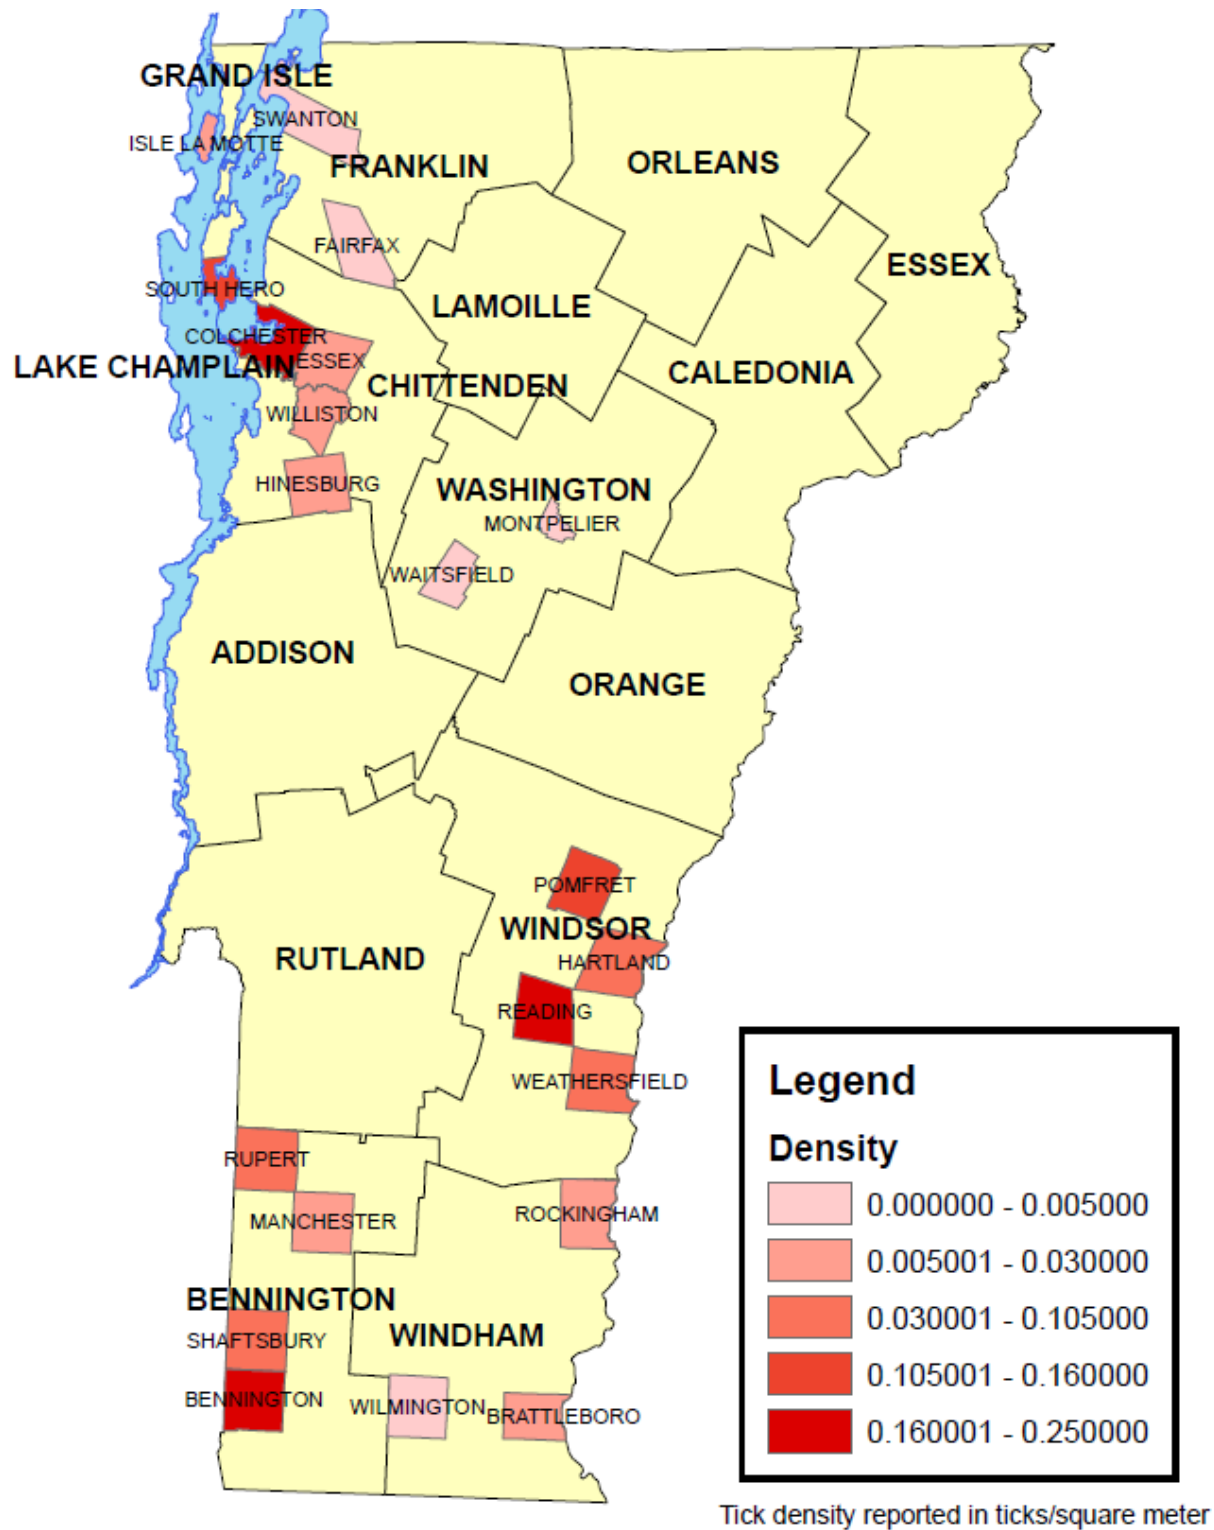 GRAND ISLE
SWANTON
ISLE LA MOTTE
FRANKLIN
ORLEANS
FAIRFAX
ESSEX
SOUTH HERO
LAMOILLE
COLCHESTER
LAKE CHAMPLAIN
ESSEX
CHITTENDEN
CALEDONIA
WILLISTON
HINESBURG
WASHINGTON
MONTPELIER
WAITSFIELD
ADDISON
ORANGE
POMFRET
WINDSOR
RUTLAND
HARTLAND
READING
WEATHERSFIELD
RUPERT
MANCHESTER
ROCKINGHAM
BENNINGTON
SHAFTSBURY
WINDHAM
BENNINGTON
WILMINGTON
BRATTLEBORO
Legend
Density
0.000000 - 0.005000
0.005001 - 0.030000
0.030001 - 0.105000
0.105001 - 0.160000
0.160001 - 0.250000
Tick density reported in ticks/square meter